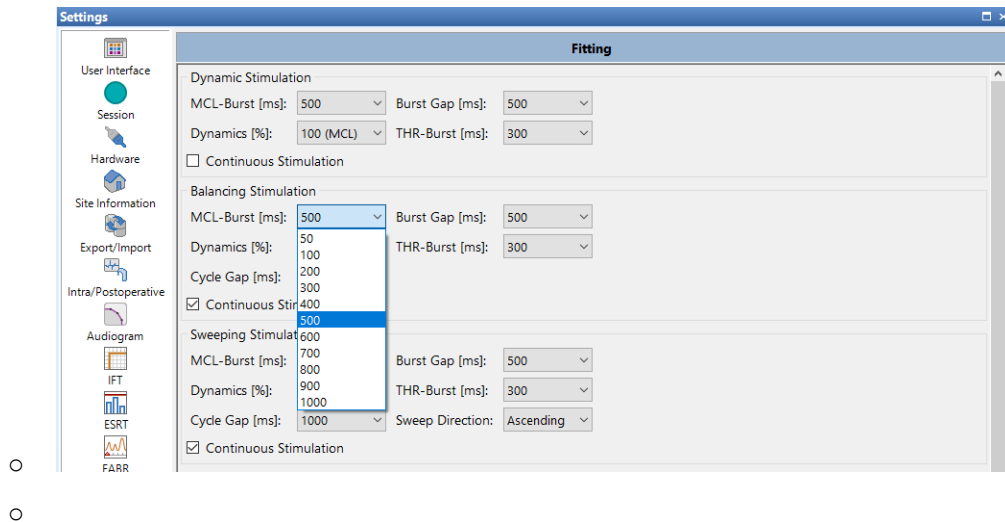 Settings
Fitting
User Interface
Session
Hardware
Site Information
Export/Import
Intra/Postoperative
Audiogram
IFT
ESRT
EABR
Dynamic Stimulation
MCL-Burst [ms]: 500 Burst Gap [ms]: 500
Dynamics [%]: 100 (MCL) THR-Burst [ms]: 300
Continuous Stimulation
Balancing Stimulation
MCL-Burst [ms]: 500 Burst Gap [ms]: 500
Dynamics [%]: THR-Burst [ms]: 300
Cycle Gap [ms]:
Continuous Stir
50
100
200
300
400
500
600
700
800
900
1000
Sweeping Stimulat
MCL-Burst [ms]: Burst Gap [ms]: 500
Dynamics [%]: THR-Burst [ms]: 300
Cycle Gap [ms]: 1000 Sweep Direction: Ascending
Continuous Stimulation